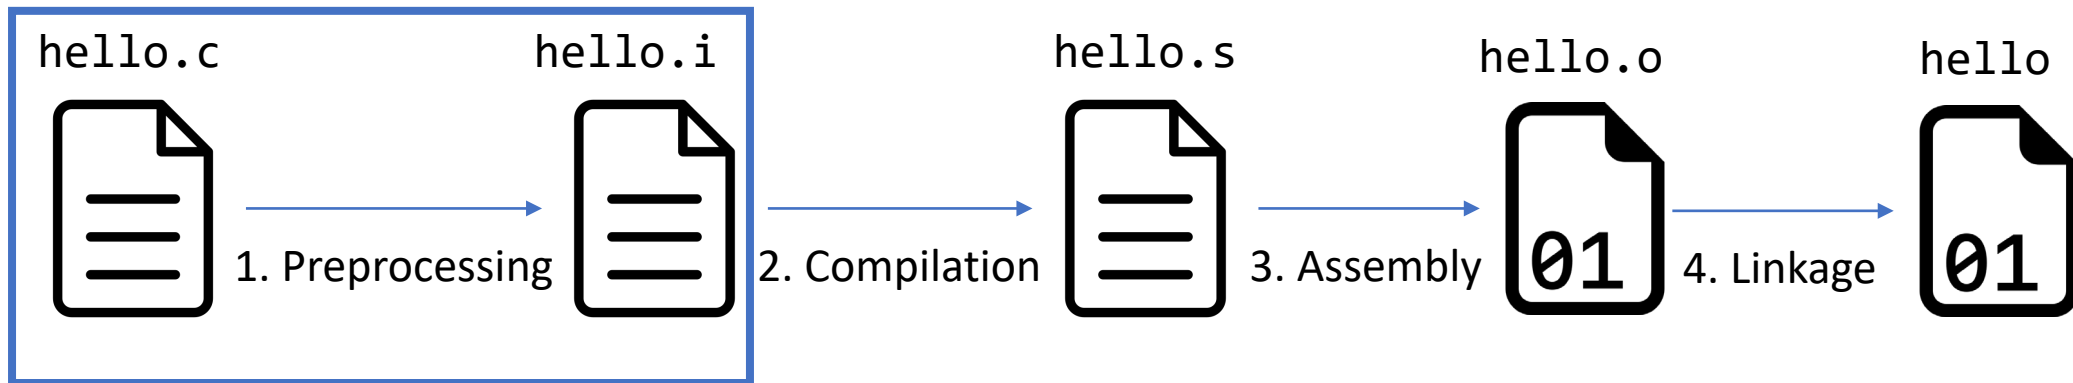 hello.c
hello.i
hello.s
hello.o
hello
1. Preprocessing
2. Compilation
3. Assembly
01
4. Linkage
01